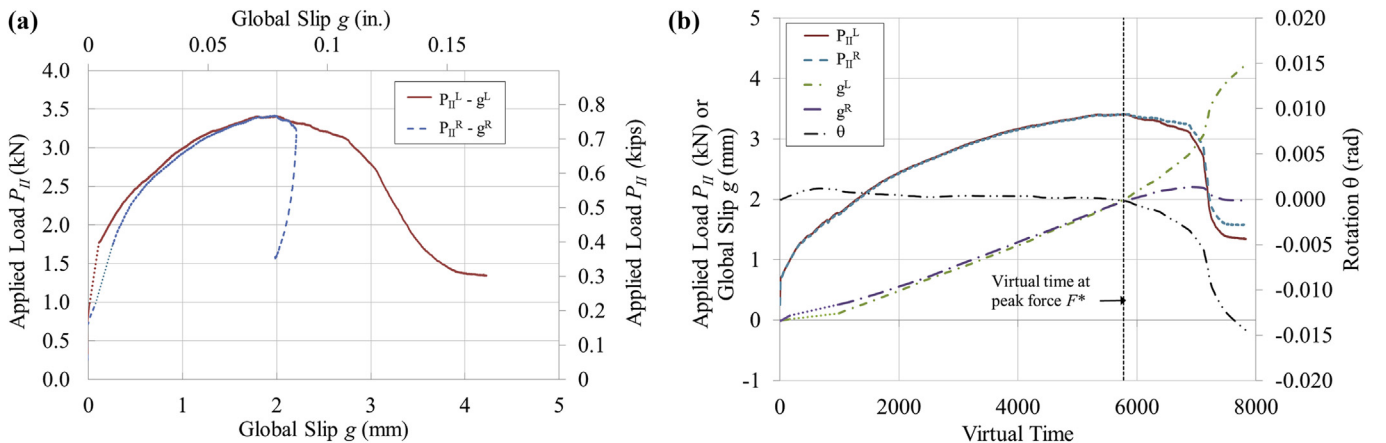 (a)
Global Slip g (in.)
0 0.05 0.1 0.15
4.0
3.5
3.0
2.5
2.0
1.5
1.0
0.5
0.0
Applied Load P_II (kN)
P_II^L - g^L
P_II^R - g^R
0.8
0.7
0.6
0.5
0.4
0.3
0.2
0.1
0
Applied Load P_II (kips)
0 1 2 3 4 5
Global Slip g (mm)
(b)
5
4
3
2
1
0
-1
Applied Load P_II (kN) or
Global Slip g (mm)
P_II^L
P_II^R
g^L
g^R
θ
Virtual time at
peak force F*
0.020
0.015
0.010
0.005
0.000
-0.005
-0.010
-0.015
-0.020
Rotation θ (rad)
0 2000 4000 6000 8000
Virtual Time